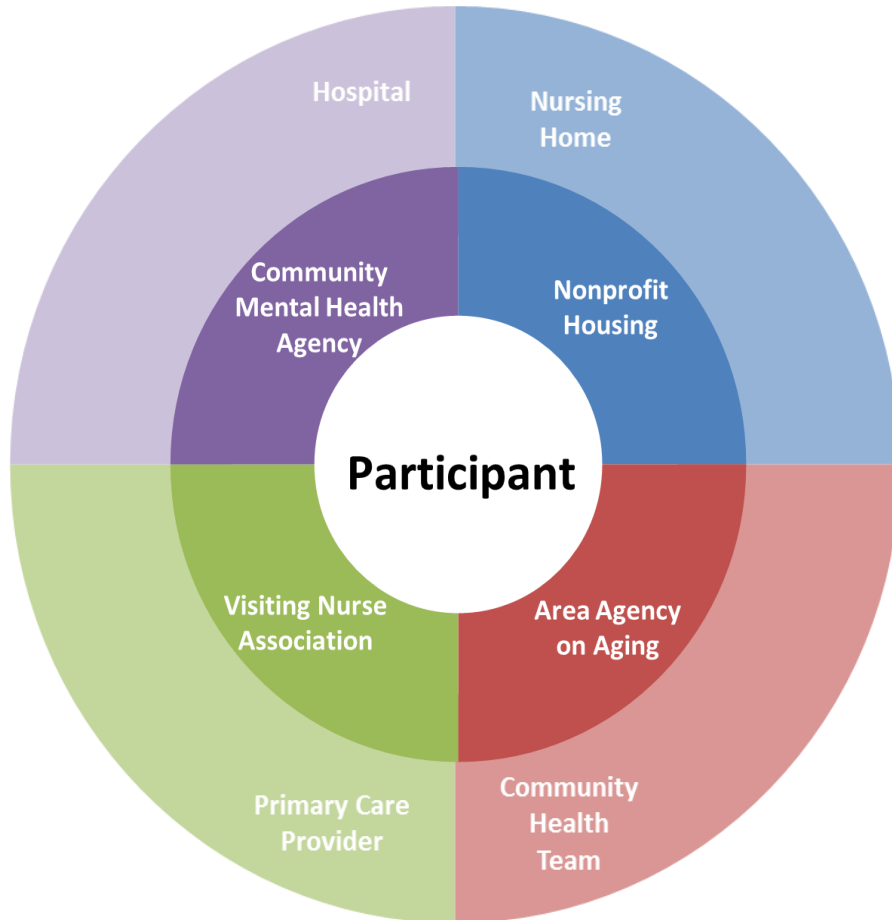 Hospital
Nursing
Home
Community
Mental Health
Agency
Nonprofit
Housing
Participant
Visiting Nurse
Association
Area Agency
on Aging
Primary Care
Provider
Community
Health
Team